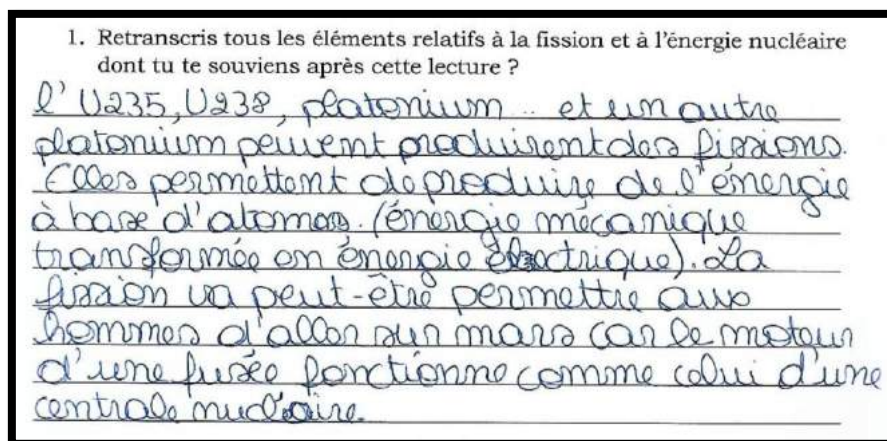 1. Retranscris tous les éléments relatifs à la fission et à l'énergie nucléaire
dont tu te souviens après cette lecture ?
l'U235, U238, platonium .. et un autre
platonium peuvent produirent des fissions.
Elles permettent de produire de l'énergie
à base d'atomes. (énergie mécanique
transformée en énergie électrique). La
fission va peut-être permettre aux
hommes d'aller sur mars car le moteur
d'une fusée fonctionne comme celui d'une
centrale nucléaire.